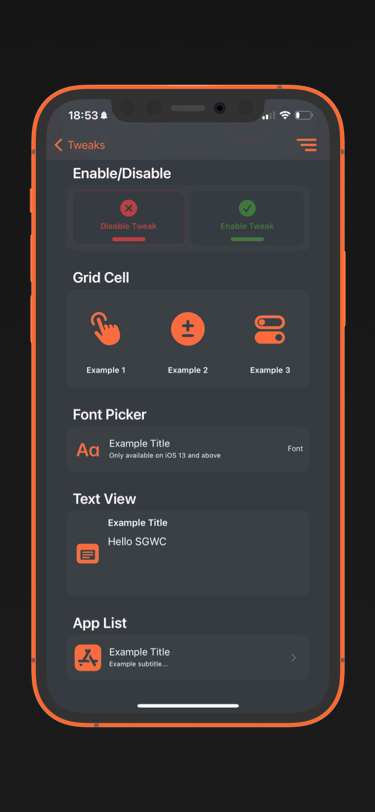 18:53
Tweaks
Enable/Disable
Disable Tweak
Enable Tweak
Grid Cell
Example 1
Example 2
Example 3
Font Picker
Aa
Example Title
Only available on iOS 13 and above
Font
Text View
Example Title
Hello SGWC
App List
Example Title
Example subtitle...